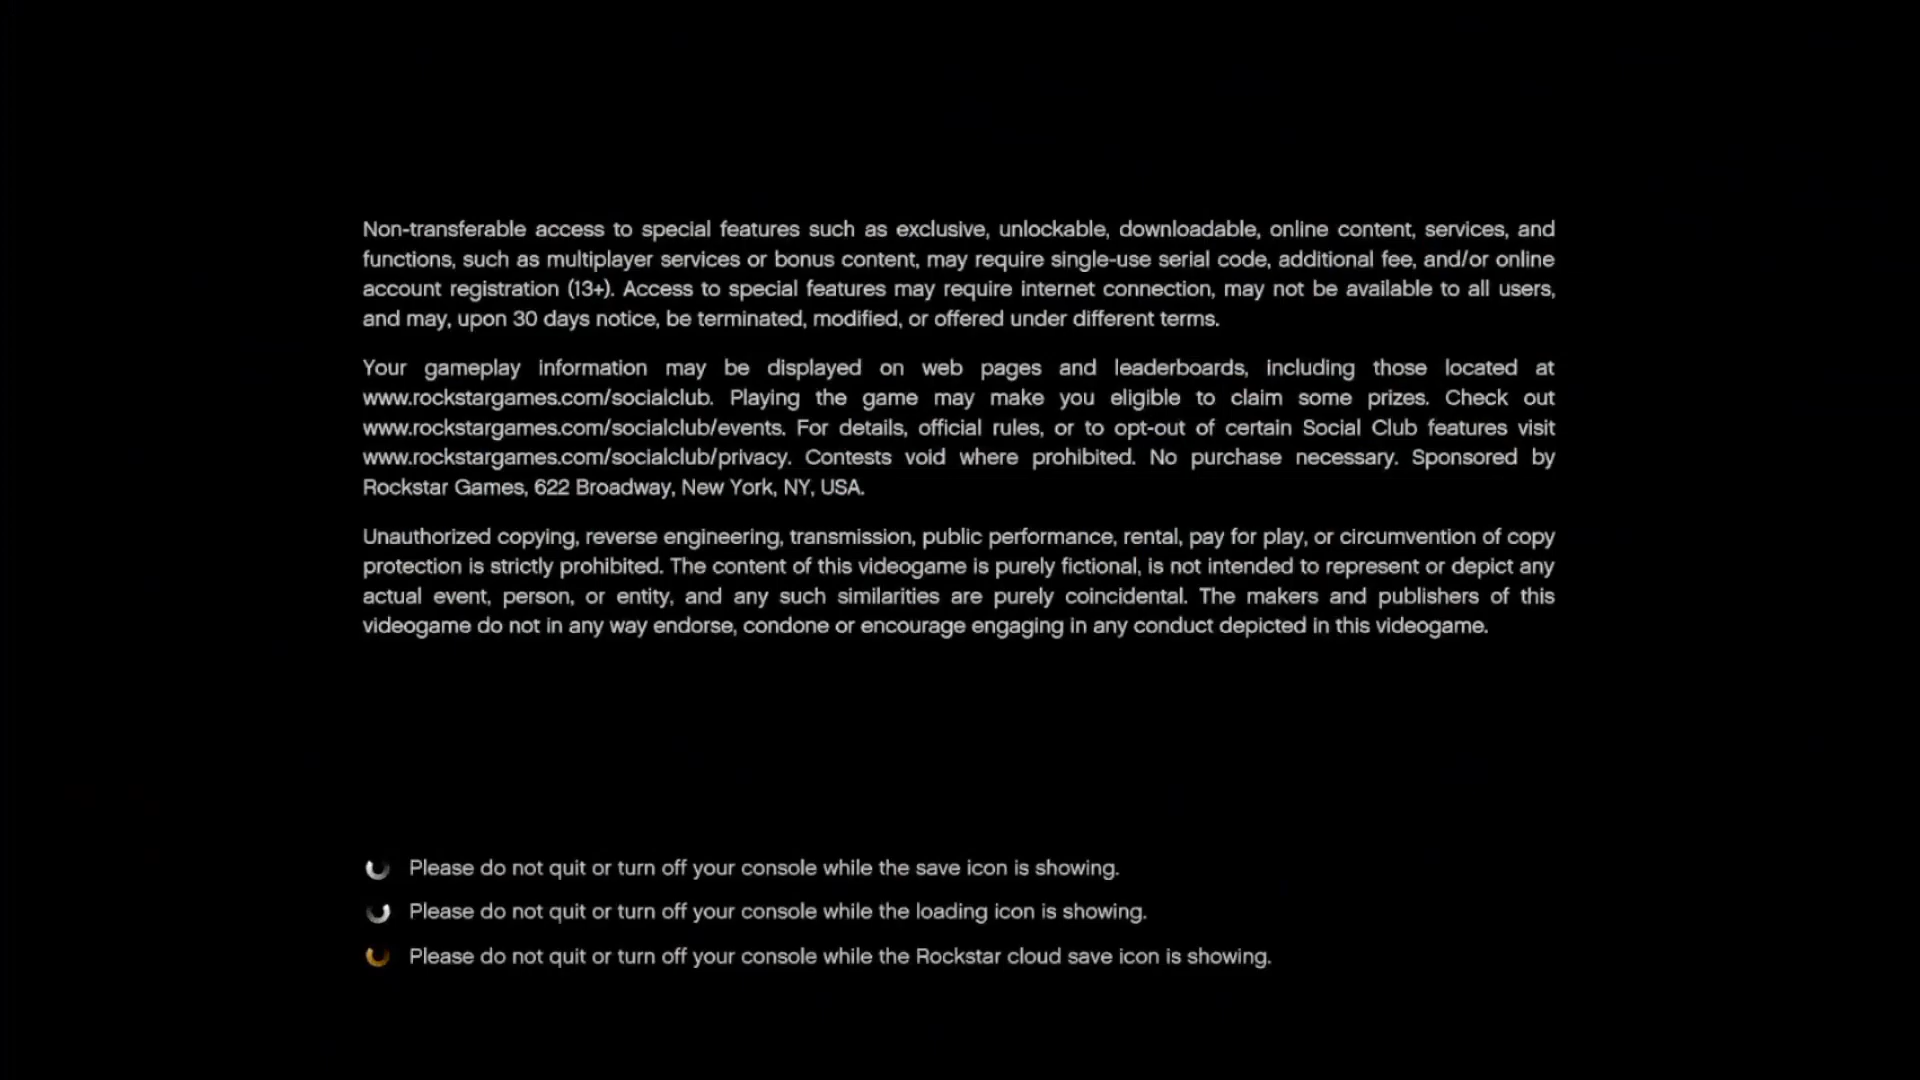 Non-transferable access to special features such as exclusive, unlockable, downloadable, online content, services, and
functions, such as multiplayer services or bonus content, may require single-use serial code, additional fee, and/or online
account registration (13+). Access to special features may require internet connection, may not be available to all users,
and may, upon 30 days notice, be terminated, modified, or offered under different terms.
Your gameplay information may be displayed on web pages and leaderboards, including those located at
www.rockstargames.com/socialclub. Playing the game may make you eligible to claim some prizes. Check out
www.rockstargames.com/socialclub/events. For details, official rules, or to opt-out of certain Social Club features visit
www.rockstargames.com/socialclub/privacy. Contests void where prohibited. No purchase necessary. Sponsored by
Rockstar Games, 622 Broadway, New York, NY, USA.
Unauthorized copying, reverse engineering, transmission, public performance, rental, pay for play, or circumvention of copy
protection is strictly prohibited. The content of this videogame is purely fictional, is not intended to represent or depict any
actual event, person, or entity, and any such similarities are purely coincidental. The makers and publishers of this
videogame do not in any way endorse, condone or encourage engaging in any conduct depicted in this videogame.
Please do not quit or turn off your console while the save icon is showing.
Please do not quit or turn off your console while the loading icon is showing.
Please do not quit or turn off your console while the Rockstar cloud save icon is showing.